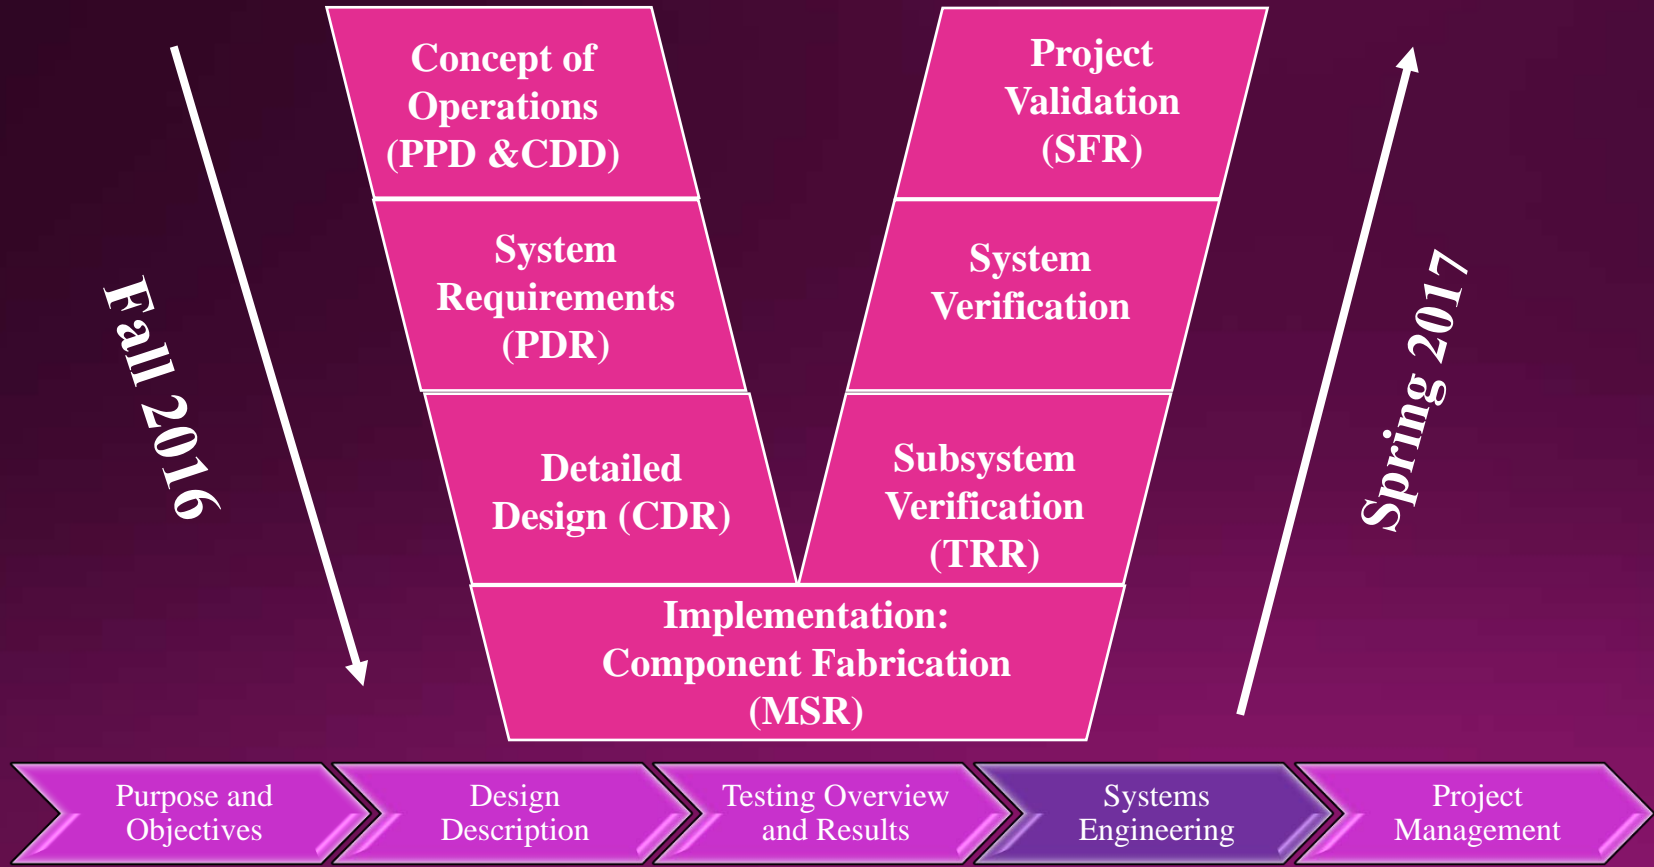 Concept of
Operations
(PPD &CDD)
System
Requirements
(PDR)
Detailed
Design (CDR)
Implementation:
Component Fabrication
(MSR)
Project
Validation
(SFR)
System
Verification
Subsystem
Verification
(TRR)
Fall 2016
Spring 2017
Purpose and
Objectives
Design
Description
Testing Overview
and Results
Systems
Engineering
Project
Management